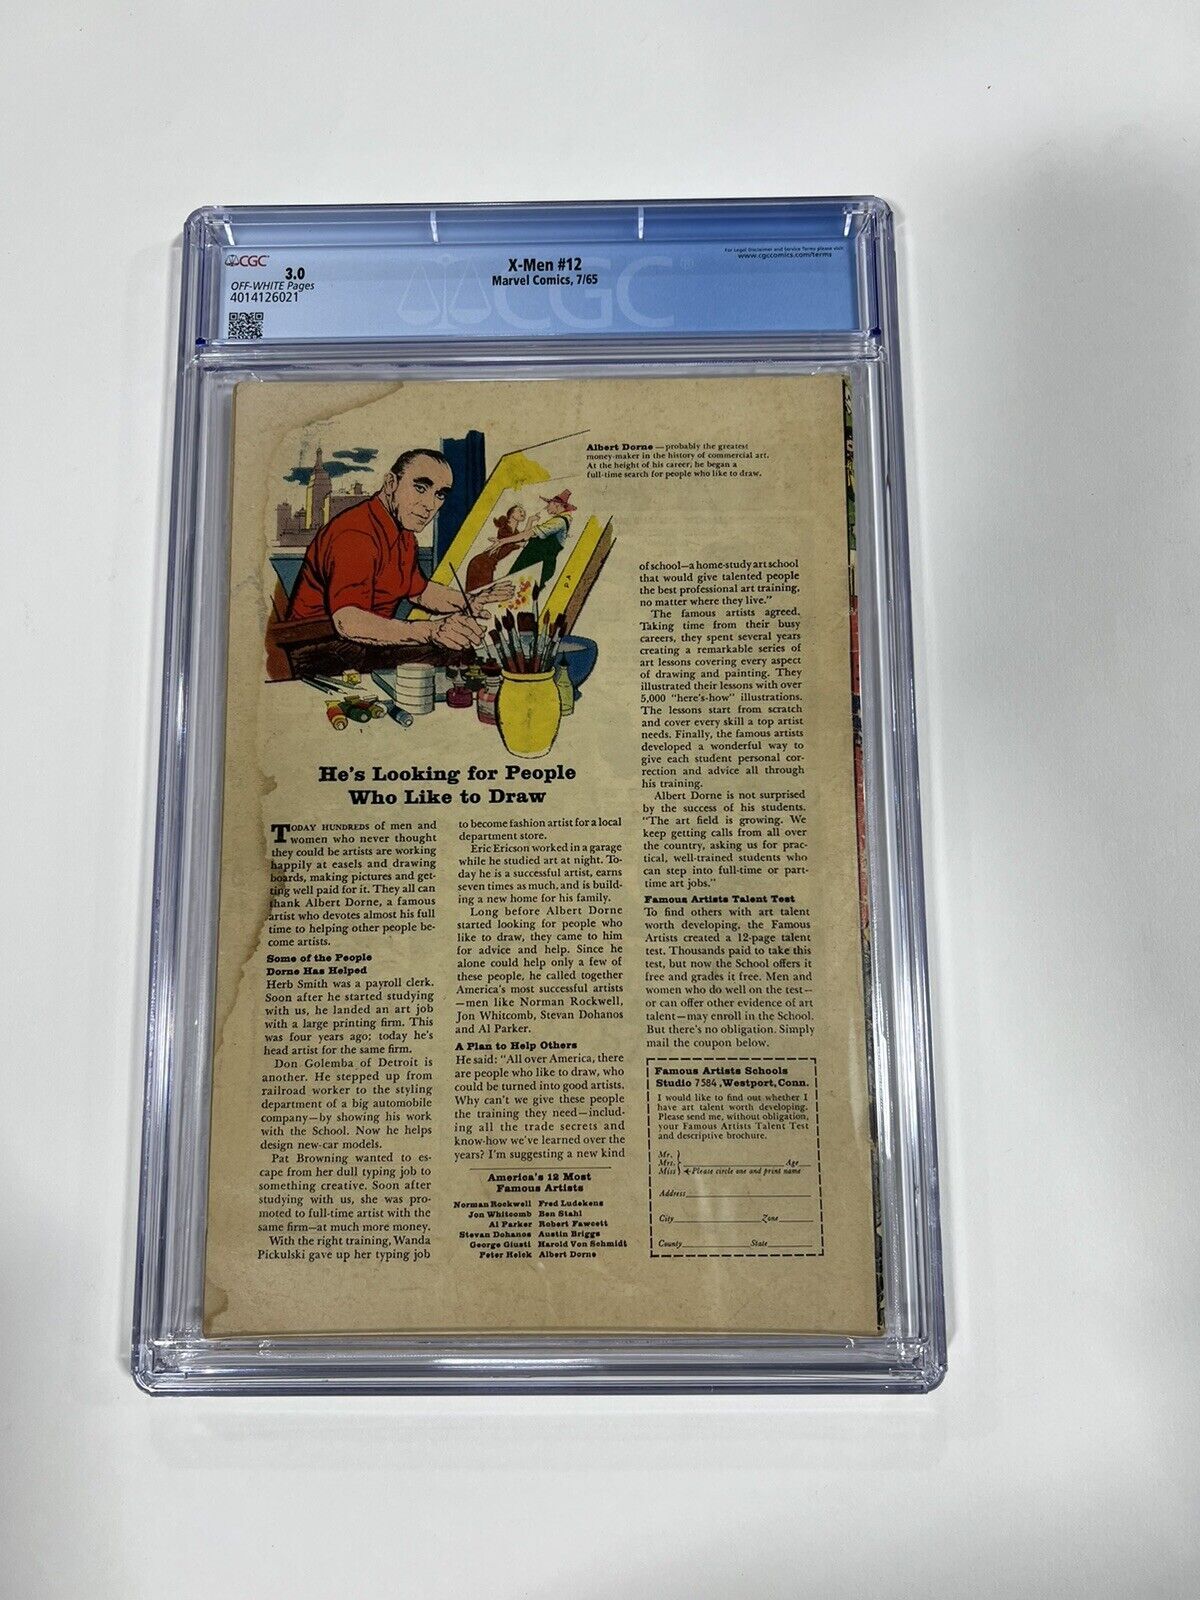 CGC
3.0
OFF-WHITE Pages
4014126021
X-Men #12
Marvel Comics, 7/65
For Legal Disclaimer and Service Terms please visit
www.cgccomics.com/terms
CGC
Albert Dorne — probably the greatest
money-maker in the history of commercial art.
At the height of his career, he began a
full-time search for people who like to draw.
He's Looking for People
Who Like to Draw
TODAY HUNDREDS of men and
women who never thought
they could be artists are working
happily at easels and drawing
boards, making pictures and get-
ting well paid for it. They all can
thank Albert Dorne, a famous
artist who devotes almost his full
time to helping other people be-
come artists.
Some of the People
Dorne Has Helped
Herb Smith was a payroll clerk.
Soon after he started studying
with us, he landed an art job
with a large printing firm. This
was four years ago; today he's
head artist for the same firm.
Don Golemba of Detroit is
another. He stepped up from
railroad worker to the styling
department of a big automobile
company—by showing his work
with the School. Now he helps
design new-car models.
Pat Browning wanted to es-
cape from her dull typing job to
something creative. Soon after
studying with us, she was pro-
moted to full-time artist with the
same firm—at much more money.
With the right training, Wanda
Pickulski gave up her typing job
to become fashion artist for a local
department store.
Eric Ericson worked in a garage
while he studied art at night. To-
day he is a successful artist, earns
seven times as much, and is build-
ing a new home for his family.
Long before Albert Dorne
started looking for people who
like to draw, they came to him
for advice and help. Since he
alone could help only a few of
these people, he called together
America's most successful artists
—men like Norman Rockwell,
Jon Whitcomb, Stevan Dohanos
and Al Parker.
A Plan to Help Others
He said: "All over America, there
are people who like to draw, who
could be turned into good artists.
Why can't we give these people
the training they need—includ-
ing all the trade secrets and
know-how we've learned over the
years? I'm suggesting a new kind
America's 12 Most
Famous Artists
Norman Rockwell Fred Ludekens
Jon Whitcomb Ben Stahl
Al Parker Robert Fawcett
Stevan Dohanos Austin Briggs
George Giusti Harold Von Schmidt
Peter Helck Albert Dorne
of school—a home-study art school
that would give talented people
the best professional art training,
no matter where they live."
The famous artists agreed.
Taking time from their busy
careers, they spent several years
creating a remarkable series of
art lessons covering every aspect
of drawing and painting. They
illustrated their lessons with over
5,000 "here's-how" illustrations.
The lessons start from scratch
and cover every skill a top artist
needs. Finally, the famous artists
developed a wonderful way to
give each student personal cor-
rection and advice all through
his training.
Albert Dorne is not surprised
by the success of his students.
"The art field is growing. We
keep getting calls from all over
the country, asking us for prac-
tical, well-trained students who
can step into full-time or part-
time art jobs."
Famous Artists Talent Test
To find others with art talent
worth developing, the Famous
Artists created a 12-page talent
test. Thousands paid to take this
test, but now the School offers it
free and grades it free. Men and
women who do well on the test—
or can offer other evidence of art
talent—may enroll in the School.
But there's no obligation. Simply
mail the coupon below.
Famous Artists Schools
Studio 7584, Westport, Conn.
I would like to find out whether I
have art talent worth developing.
Please send me, without obligation,
your Famous Artists Talent Test
and descriptive brochure.
Mr.
Mrs. Age
Miss Please circle one and print name
Address
City Zone
County State